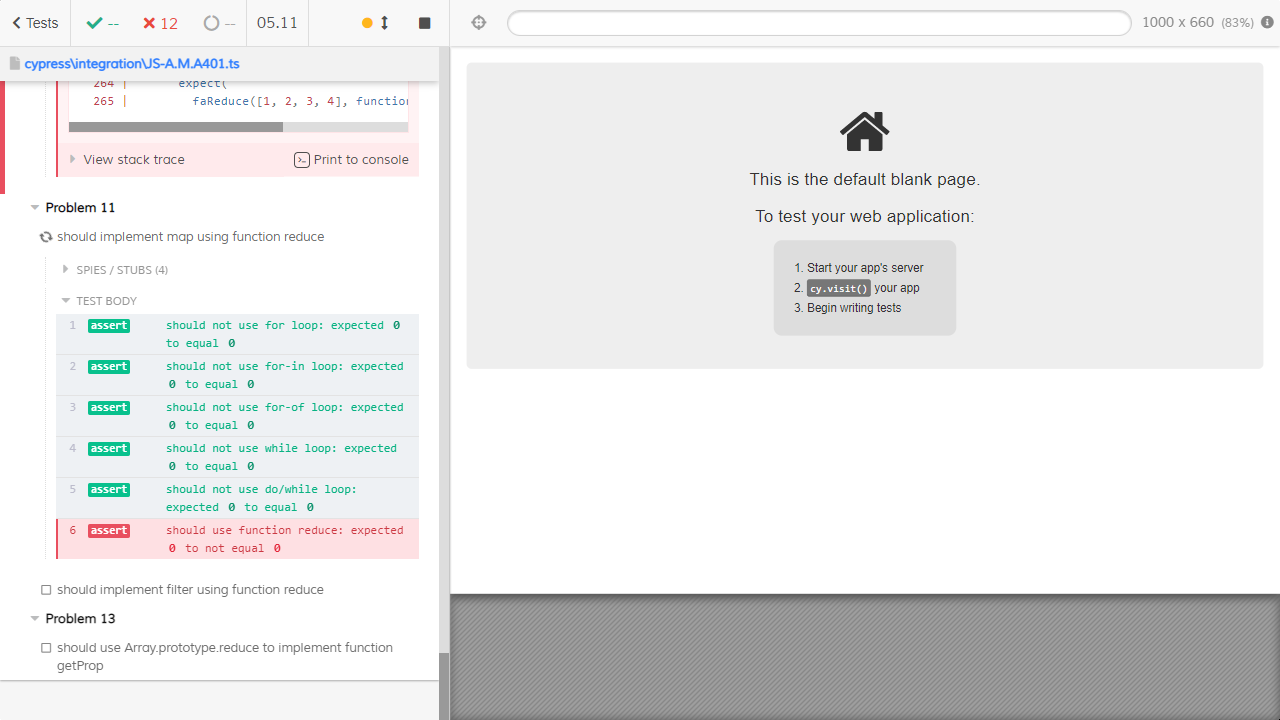 Tests
--
12
--
05.11
1000 x 660 (83%)
cypress\integration\JS-A.M.A401.ts
264 | expect(
265 | faReduce([1, 2, 3, 4], function
View stack trace
Print to console
Problem 11
should implement map using function reduce
SPIES / STUBS (4)
TEST BODY
1 assert should not use for loop: expected 0
to equal 0
2 assert should not use for-in loop: expected
0 to equal 0
3 assert should not use for-of loop: expected
0 to equal 0
4 assert should not use while loop: expected
0 to equal 0
5 assert should not use do/while loop:
expected 0 to equal 0
6 assert should use function reduce: expected
0 to not equal 0
should implement filter using function reduce
Problem 13
should use Array.prototype.reduce to implement function
getProp
This is the default blank page.
To test your web application:
1. Start your app's server
2. cy.visit() your app
3. Begin writing tests